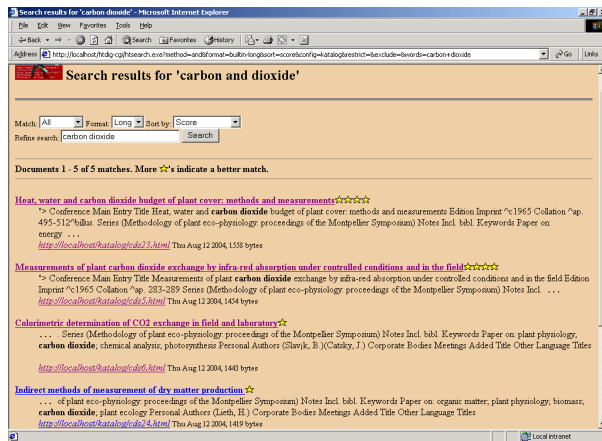 Search results for 'carbon dioxide' - Microsoft Internet Explorer
File Edit View Favorites Tools Help
Back Search Favorites History
Address http://localhost/htdig-cgi/htsearch.exe?method=and&format=builtin-long&sort=score&config=katalog&restrict=&exclude=&words=carbon+dioxide Go Links
Search results for 'carbon and dioxide'
Match: All Format: Long Sort by: Score
Refine search: carbon dioxide Search
Documents 1 - 5 of 5 matches. More ☆'s indicate a better match.
Heat, water and carbon dioxide budget of plant cover: methods and measurements☆☆☆☆
"> Conference Main Entry Title Heat, water and carbon dioxide budget of plant cover: methods and measurements Edition Imprint ^c1965 Collation ^ap.
495-512^billus. Series (Methodology of plant eco-physiology: proceedings of the Montpellier Symposium) Notes Incl. bibl. Keywords Paper on:
energy ...
http://localhost/katalog/cds23.html Thu Aug 12 2004, 1558 bytes
Measurements of plant carbon dioxide exchange by infra-red absorption under controlled conditions and in the field☆☆☆☆
"> Conference Main Entry Title Measurements of plant carbon dioxide exchange by infra-red absorption under controlled conditions and in the field Edition
Imprint ^c1965 Collation ^ap. 283-289 Series (Methodology of plant eco-physiology: proceedings of the Montpellier Symposium) Notes Incl. ...
http://localhost/katalog/cds5.html Thu Aug 12 2004, 1454 bytes
Colorimetric determination of CO2 exchange in field and laboratory☆
... . Series (Methodology of plant eco-physiology: proceedings of the Montpellier Symposium) Notes Incl. bibl. Keywords Paper on: plant physiology,
carbon dioxide; chemical analysis; photosynthesis Personal Authors (Slavjk, B.)(Catsky, J.) Corporate Bodies Meetings Added Title Other Language Titles
http://localhost/katalog/cds6.html Thu Aug 12 2004, 1443 bytes
Indirect methods of measurement of dry matter production ☆
... of plant eco-physiology: proceedings of the Montpellier Symposium) Notes Incl. bibl. Keywords Paper on: organic matter; plant physiology; biomass;
carbon dioxide; plant ecology Personal Authors (Lieth, H.) Corporate Bodies Meetings Added Title Other Language Titles
http://localhost/katalog/cds24.html Thu Aug 12 2004, 1419 bytes
Local intranet